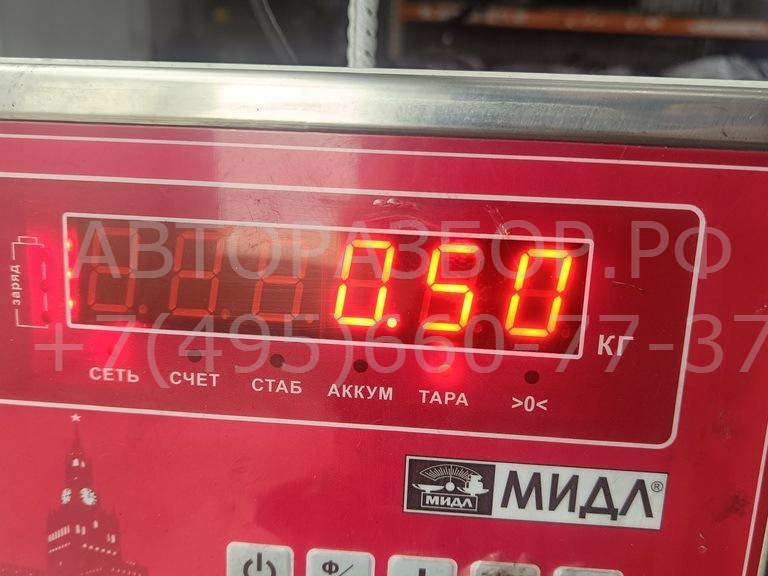 АВТОРАЗБОР.РФ
+7(495)660-77-37
заряд
0.50
КГ
СЕТЬ СЧЕТ СТАБ АККУМ ТАРА >0<
МИДЛ
МИДЛ®
Ф/